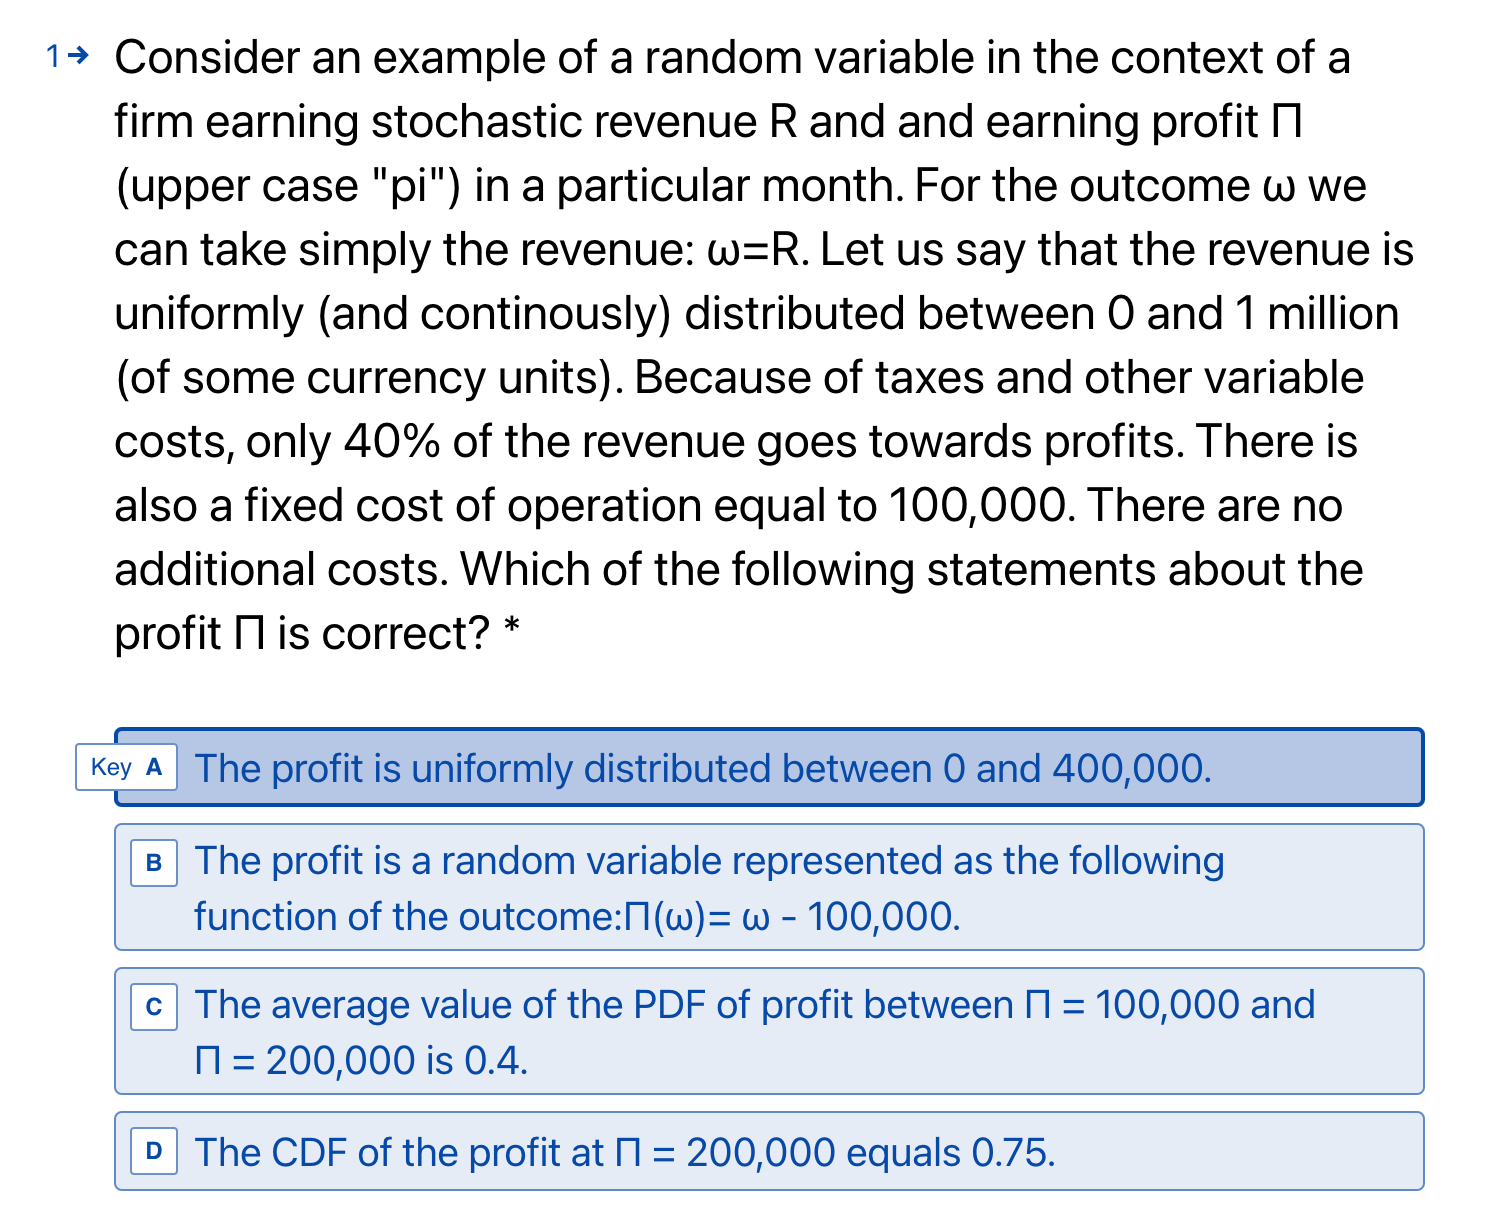 1→ Consider an example of a random variable in the context of a
firm earning stochastic revenue R and and earning profit Π
(upper case "pi") in a particular month. For the outcome ω we
can take simply the revenue: ω=R. Let us say that the revenue is
uniformly (and continously) distributed between 0 and 1 million
(of some currency units). Because of taxes and other variable
costs, only 40% of the revenue goes towards profits. There is
also a fixed cost of operation equal to 100,000. There are no
additional costs. Which of the following statements about the
profit Π is correct? *
Key A The profit is uniformly distributed between 0 and 400,000.
B The profit is a random variable represented as the following
function of the outcome:Π(ω)= ω - 100,000.
C The average value of the PDF of profit between Π = 100,000 and
Π = 200,000 is 0.4.
D The CDF of the profit at Π = 200,000 equals 0.75.